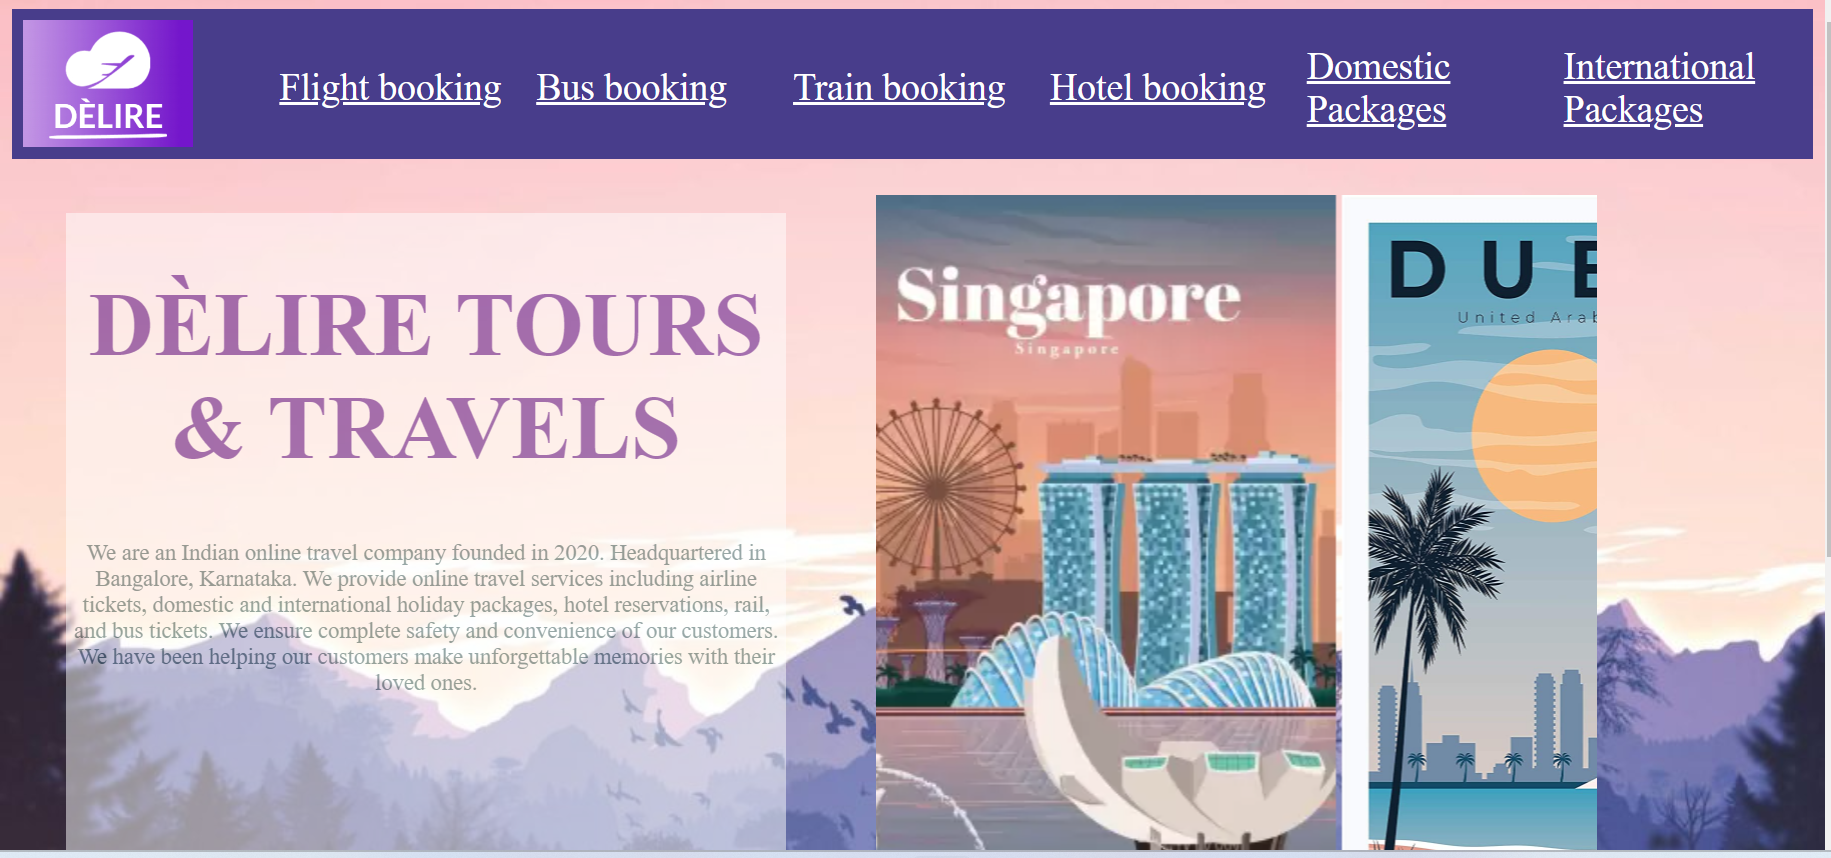 DÈLIRE
Flight booking
Bus booking
Train booking
Hotel booking
Domestic
Packages
International
Packages
DÈLIRE TOURS
& TRAVELS
We are an Indian online travel company founded in 2020. Headquartered in
Bangalore, Karnataka. We provide online travel services including airline
tickets, domestic and international holiday packages, hotel reservations, rail,
and bus tickets. We ensure complete safety and convenience of our customers.
We have been helping our customers make unforgettable memories with their
loved ones.
Singapore
Singapore
DUB
United Arab